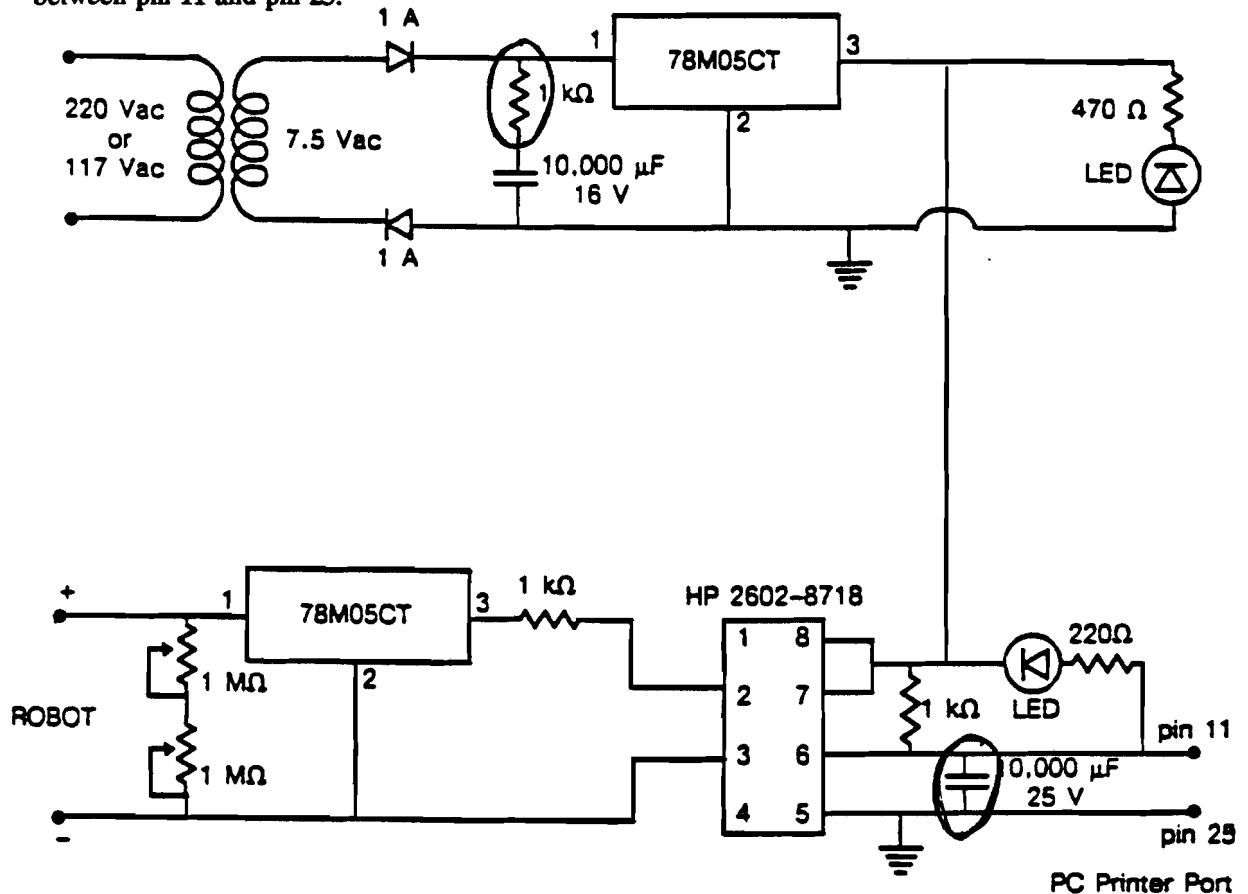 between pin 11 and pin 25.
1 A
1
78M05CT
3
2
220 Vac
or
117 Vac
7.5 Vac
1 kΩ
10,000 μF
16 V
470 Ω
LED
1 A
+
1
78M05CT
3
1 kΩ
2
1 MΩ
ROBOT
1 MΩ
-
HP 2602-8718
1 8
2 7
3 6
4 5
220Ω
1 kΩ
LED
pin 11
0,000 μF
25 V
pin 25
PC Printer Port